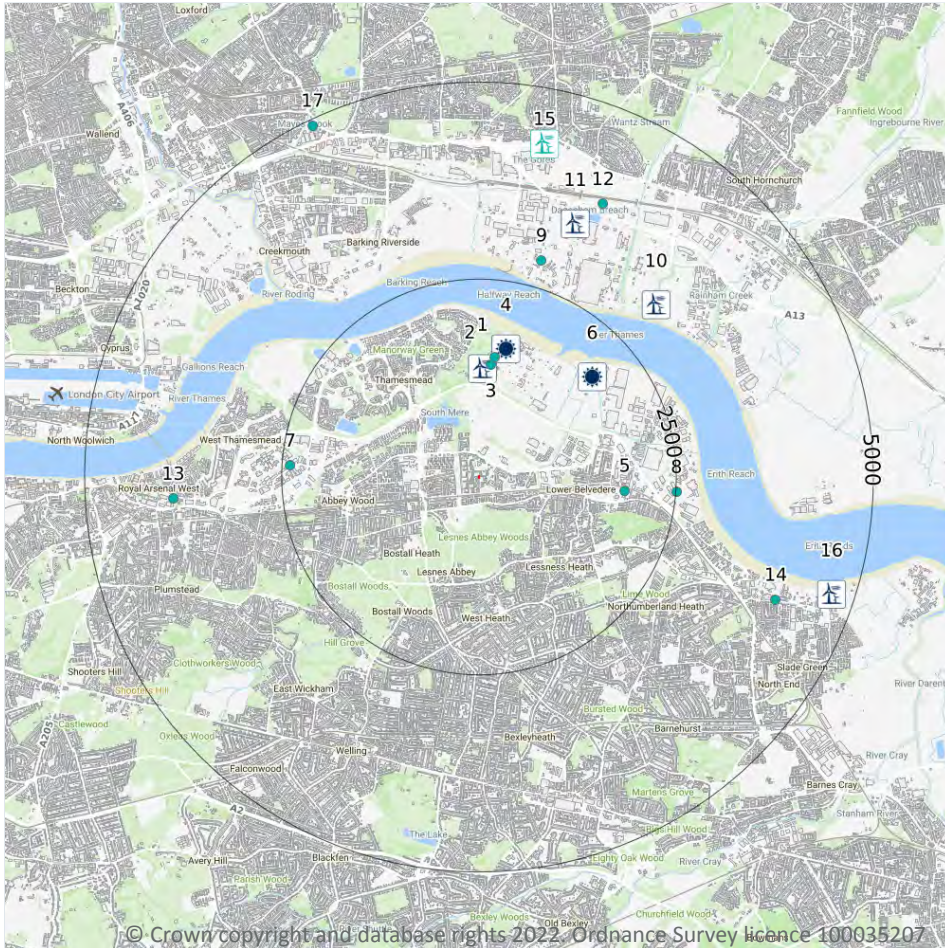 Loxford
Fannfield Wood
Ingrebourne River
A406
17
Wallend
15
Wantz Stream
The Gores
South Hornchurch
11
12
9
Barking Riverside
Creekmouth
10
Beckton
A1020
River Roding
Barking Reach
Halfway Reach
Rainham Creek
A13
4
1
2
6
Cyprus
Manorway Green
Gallions Reach
3
Thamesmead
London City Airport
River Thames
A117
South Mere
North Woolwich
West Thamesmead
7
2500
5000
13
5
8
Erith Reach
Royal Arsenal West
Abbey Wood
Lower Belvedere
Lesnes Abbey Woods
Bostall Heath
16
Lesnes Abbey
Lessness Heath
14
Plumstead
Bostall Woods
Lime Wood
Northumberland Heath
Bostall Woods
West Heath
Hill Grove
Shooters Hill
Clothworkers Wood
Slade Green
East Wickham
North End
River Darent
Shooters Hill
Castlewood
Oxleas Wood
Bursted Wood
Barnehurst
A205
Bexleyheath
Welling
River Cray
Falconwood
Barnes Cray
Martens Grove
A2
Stanham River
The Lake
Avery Hill
Blackfen
Eighty Oak Wood
River Cray
Parish Wood
Churchfield Wood
Bexley Woods
Old Bexley
© Crown copyright and database rights 2022. Ordnance Survey licence 100035207